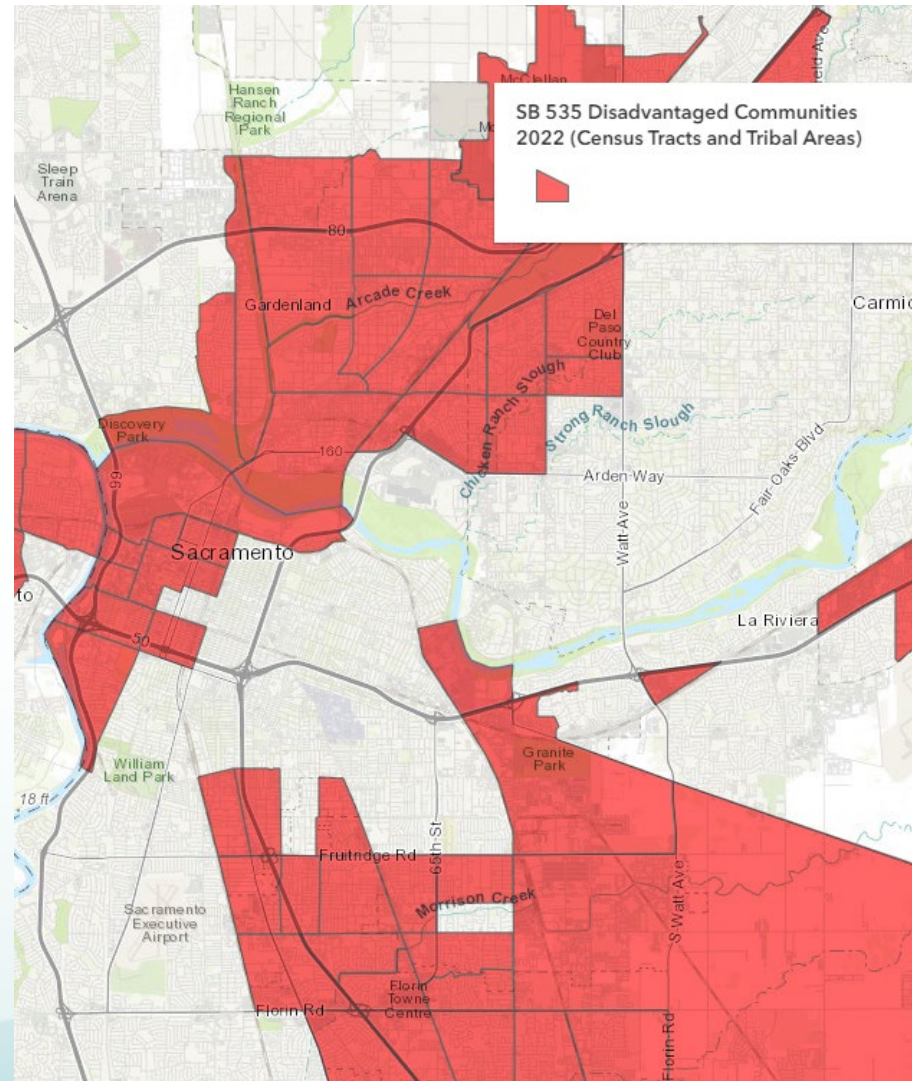 SB 535 Disadvantaged Communities
2022 (Census Tracts and Tribal Areas)
McClellan
Hansen
Ranch
Regional
Park
Sleep
Train
Arena
80
Gardenland
Arcade Creek
Del
Paso
Country
Club
Chicken Ranch Slough
Strong Ranch Slough
Discovery
Park
160
99
Arden Way
Fair Oaks Blvd
Watt Ave
Sacramento
to
50
La Riviera
William
Land Park
18 ft
Granite
Park
65th St
Fruitridge Rd
Morrison Creek
S Watt Ave
Sacramento
Executive
Airport
Florin
Towne
Centre
Florin Rd
Florin Rd